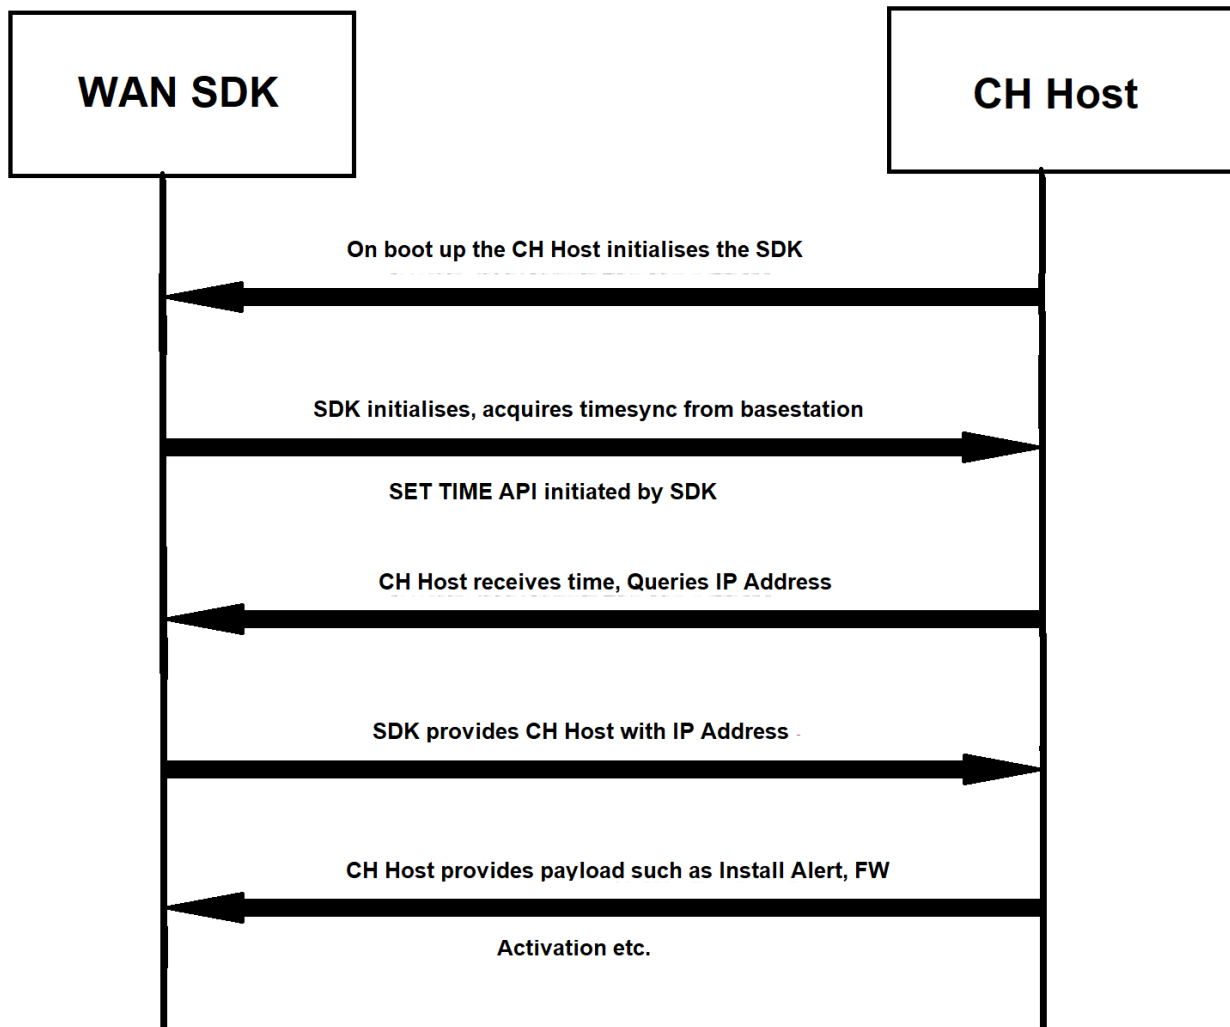 WAN SDK
CH Host
On boot up the CH Host initialises the SDK
SDK initialises, acquires timesync from basestation
SET TIME API initiated by SDK
CH Host receives time, Queries IP Address
SDK provides CH Host with IP Address
CH Host provides payload such as Install Alert, FW
Activation etc.